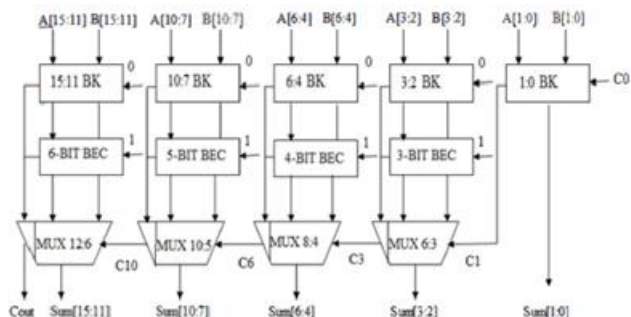 A[15:11] B[15:11] A[10:7] B[10:7] A[6:4] B[6:4] A[3:2] B[3:2] A[1:0] B[1:0]
0 0 0 0
15:11 BK 10:7 BK 6:4 BK 3:2 BK 1:0 BK C0
1 1 1 1
6-BIT BEC 5-BIT BEC 4-BIT BEC 3-BIT BEC
MUX 12:6 MUX 10:5 MUX 8:4 MUX 6:3
C10 C6 C3 C1
Cout Sum[15:11] Sum[10:7] Sum[6:4] Sum[3:2] Sum[1:0]